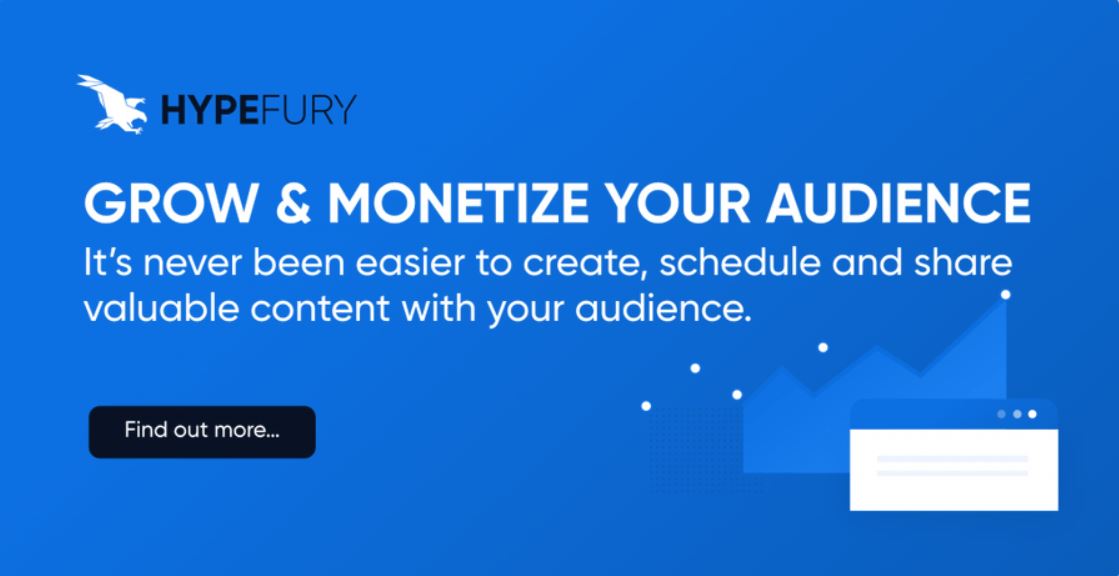 HYPEFURY
GROW & MONETIZE YOUR AUDIENCE
It's never been easier to create, schedule and share
valuable content with your audience.
Find out more...